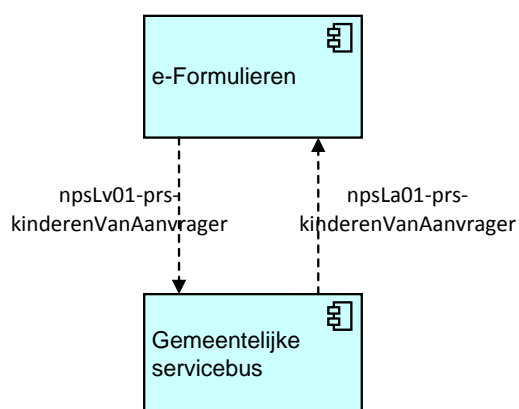 e-Formulieren
npsLv01-prs-
kinderenVanAanvrager
npsLa01-prs-
kinderenVanAanvrager
Gemeentelijke
servicebus